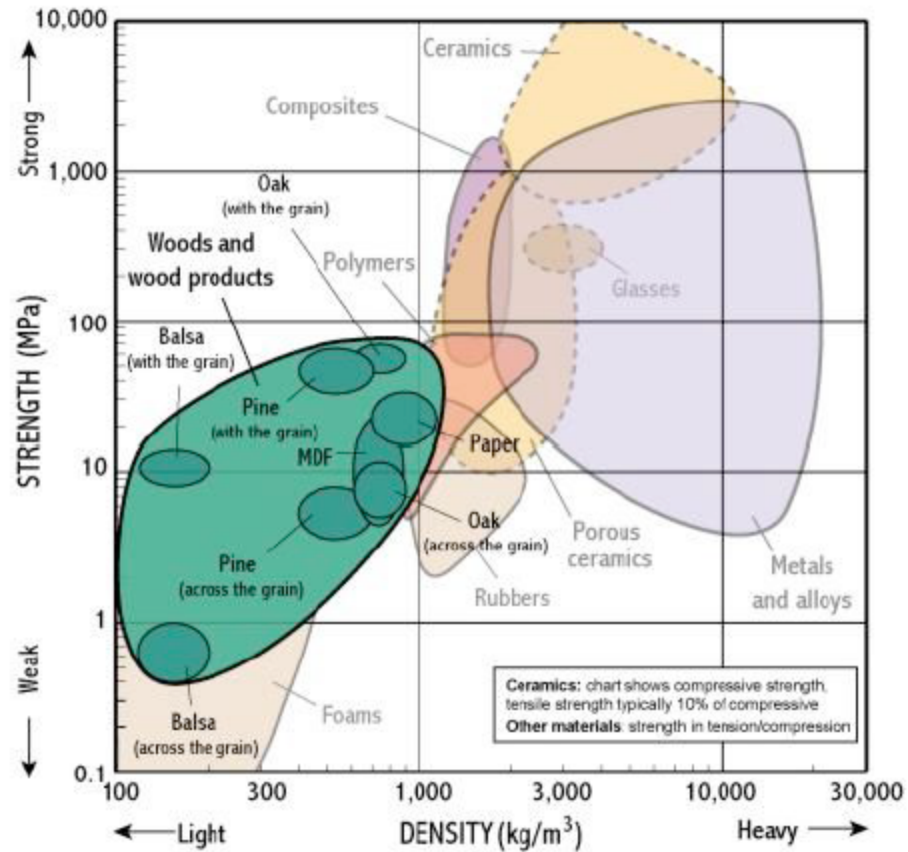 10,000
Ceramics
Strong
Composites
1,000
Oak
(with the grain)
Woods and
wood products
Polymers
Glasses
STRENGTH (MPa)
100
Balsa
(with the grain)
Pine
(with the grain)
MDF
Paper
10
Oak
(across the grain)
Porous
ceramics
Pine
(across the grain)
Rubbers
Metals
and alloys
1
Weak
Ceramics: chart shows compressive strength,
tensile strength typically 10% of compressive
Other materials: strength in tension/compression
Foams
Balsa
(across the grain)
0.1
100
300
1,000
3,000
10,000
30,000
Light
DENSITY (kg/m³)
Heavy